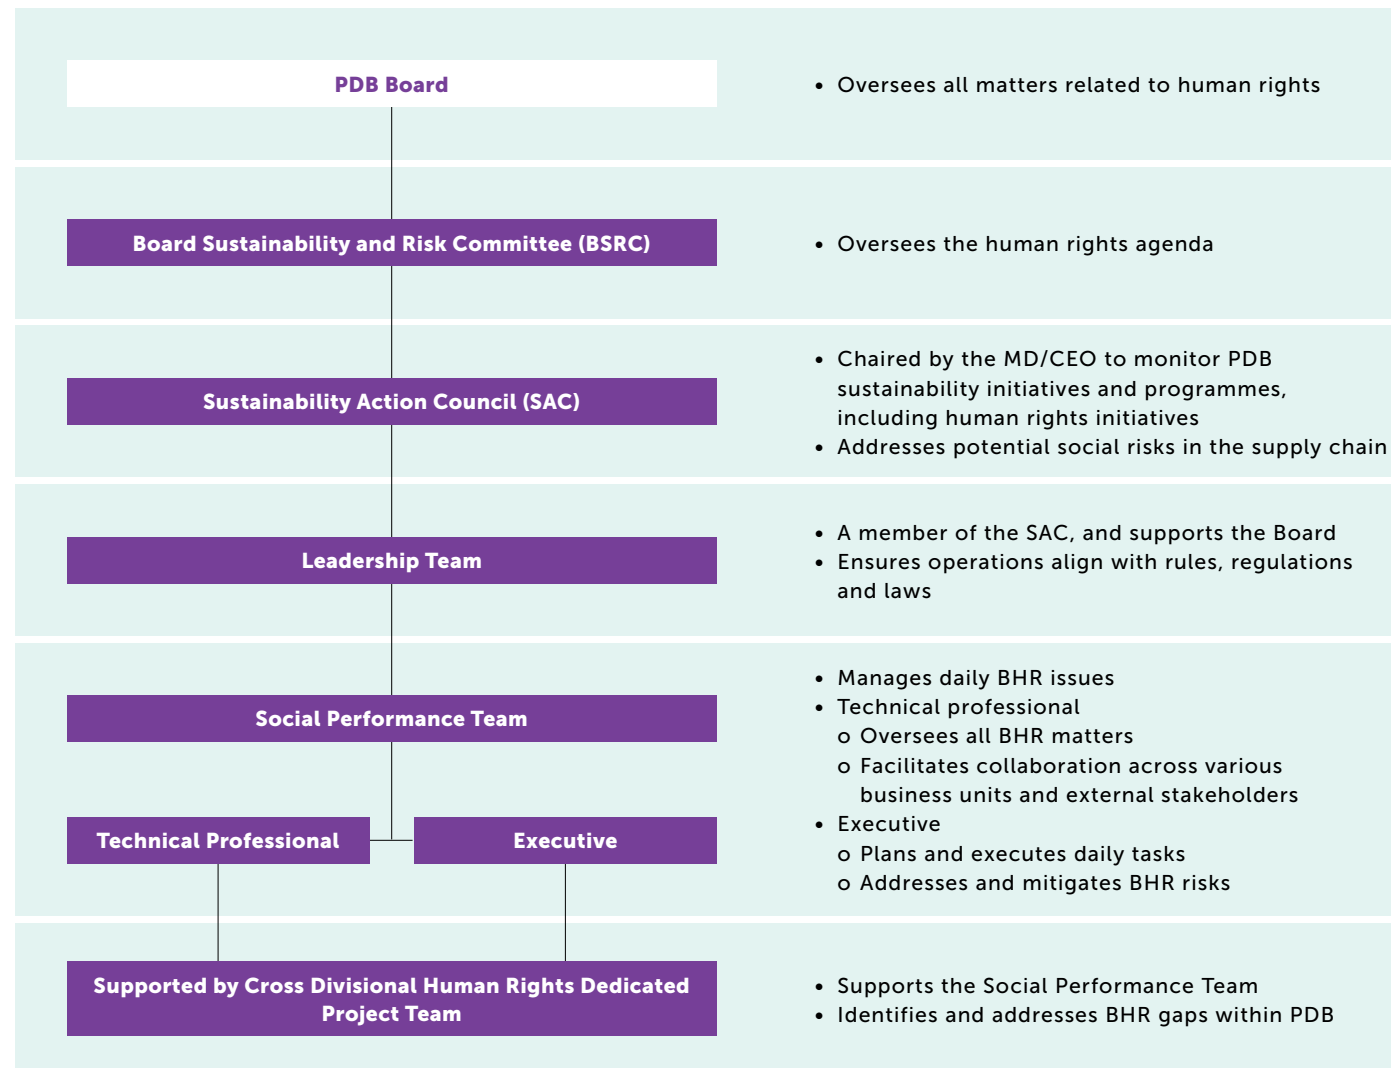 PDB Board
• Oversees all matters related to human rights
Board Sustainability and Risk Committee (BSRC)
• Oversees the human rights agenda
Sustainability Action Council (SAC)
• Chaired by the MD/CEO to monitor PDB
sustainability initiatives and programmes,
including human rights initiatives
• Addresses potential social risks in the supply chain
Leadership Team
• A member of the SAC, and supports the Board
• Ensures operations align with rules, regulations
and laws
Social Performance Team
Technical Professional
Executive
• Manages daily BHR issues
• Technical professional
o Oversees all BHR matters
o Facilitates collaboration across various
business units and external stakeholders
• Executive
o Plans and executes daily tasks
o Addresses and mitigates BHR risks
Supported by Cross Divisional Human Rights Dedicated
Project Team
• Supports the Social Performance Team
• Identifies and addresses BHR gaps within PDB